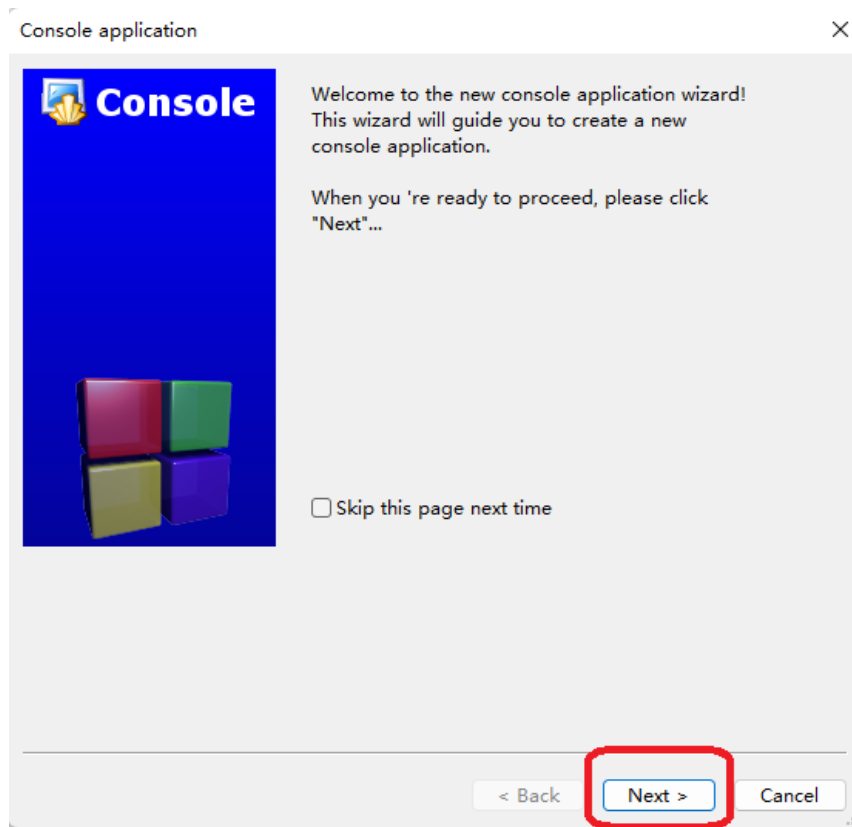 Console application
Console
Welcome to the new console application wizard!
This wizard will guide you to create a new
console application.
When you 're ready to proceed, please click
"Next"...
Skip this page next time
< Back
Next >
Cancel